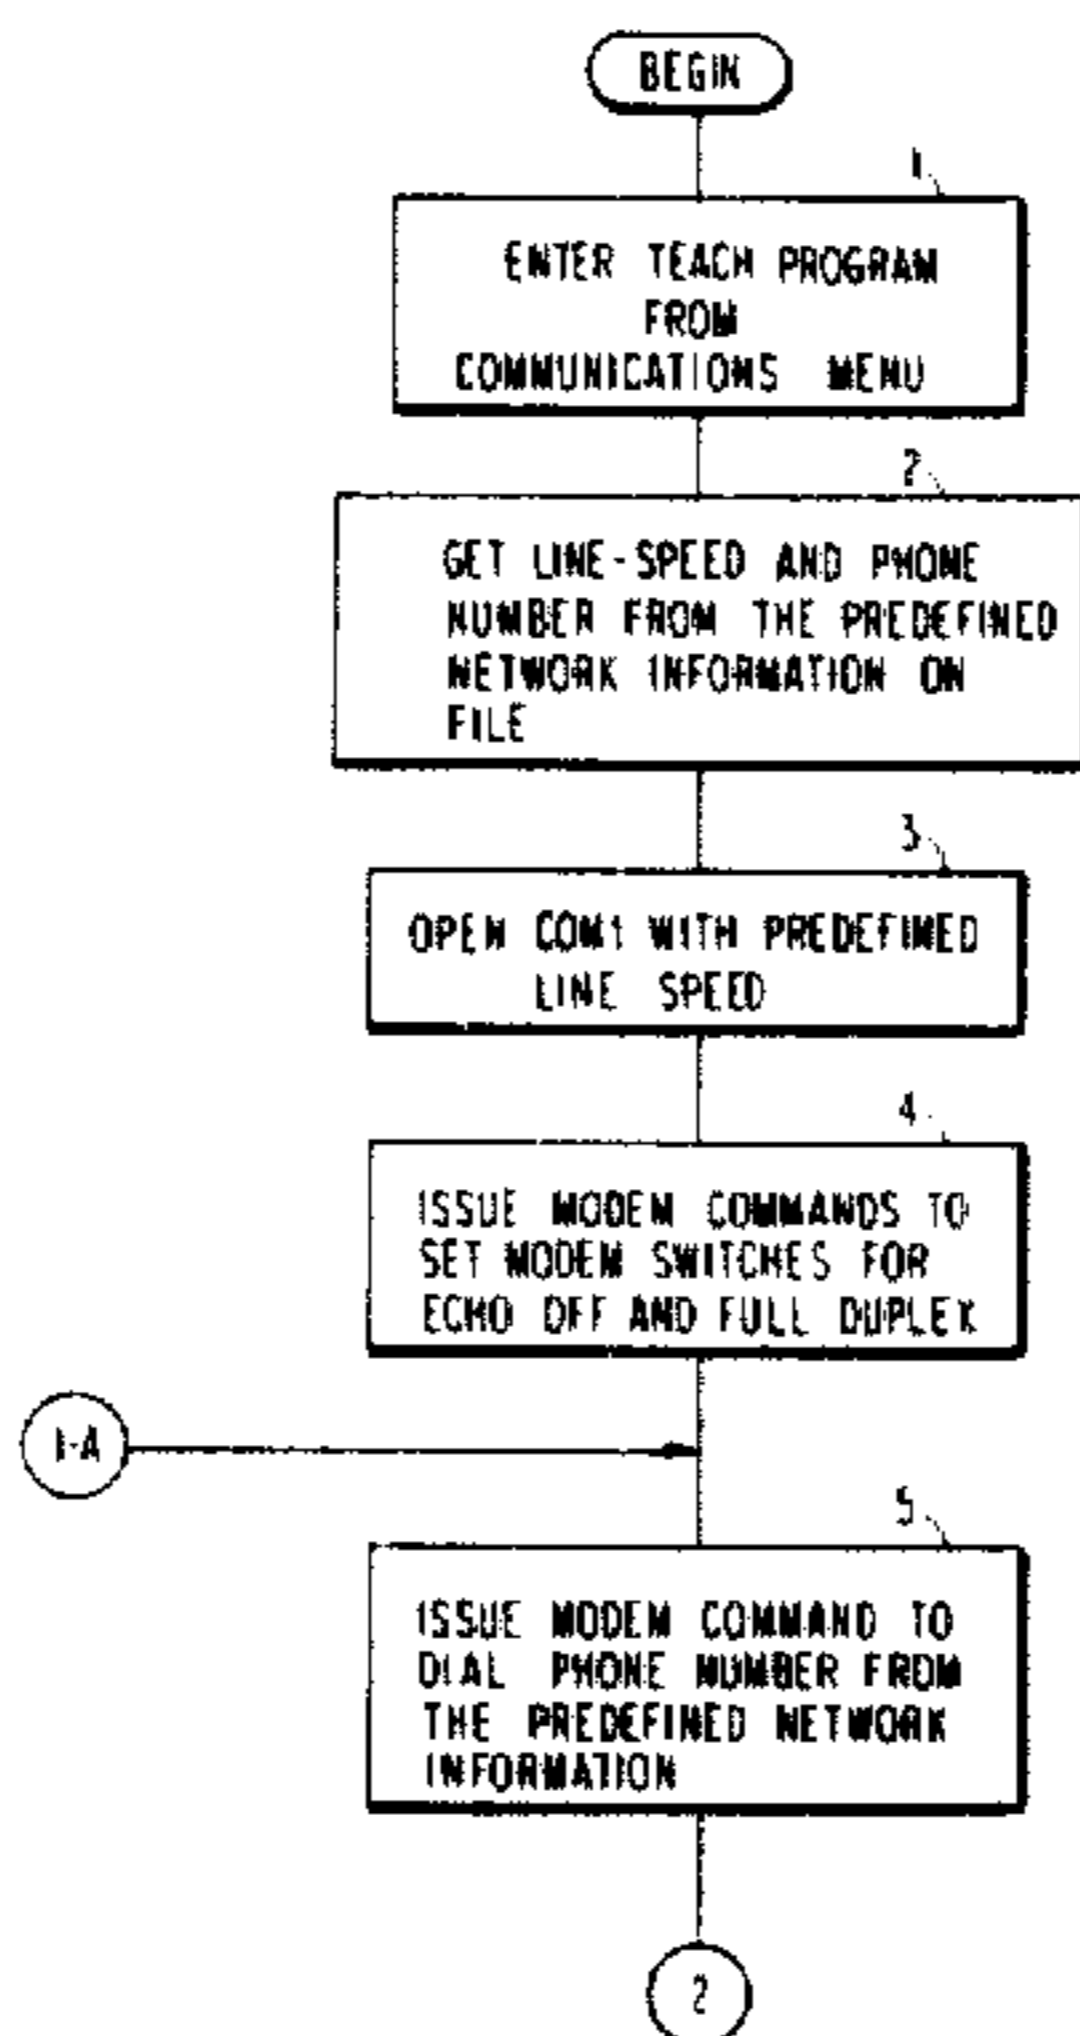 BEGIN
1
ENTER TEACH PROGRAM
FROM
COMMUNICATIONS MENU
2
GET LINE-SPEED AND PHONE
NUMBER FROM THE PREDEFINED
NETWORK INFORMATION ON
FILE
3
OPEN COM1 WITH PREDEFINED
LINE SPEED
4
ISSUE MODEM COMMANDS TO
SET MODEM SWITCHES FOR
ECHO OFF AND FULL DUPLEX
1-A
5
ISSUE MODEM COMMAND TO
DIAL PHONE NUMBER FROM
THE PREDEFINED NETWORK
INFORMATION
2